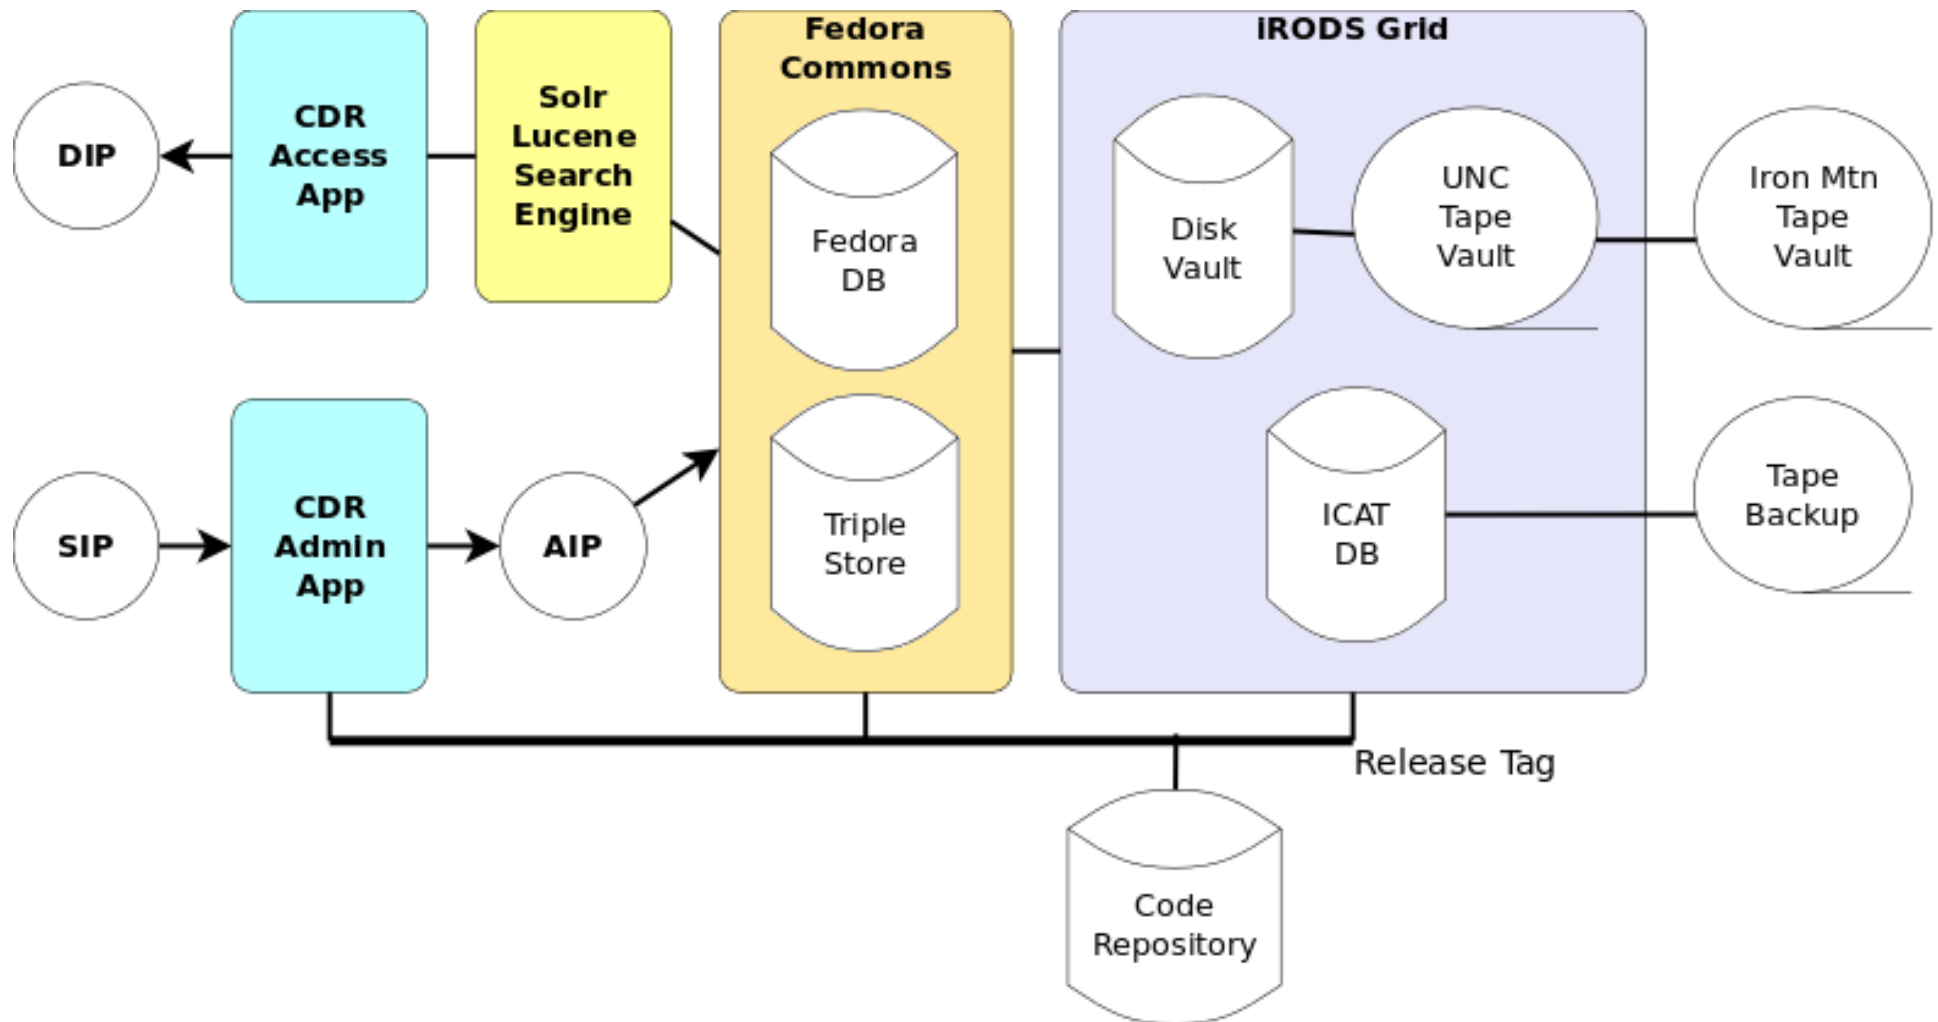 DIP
CDR
Access
App
Solr
Lucene
Search
Engine
Fedora
Commons
Fedora
DB
Triple
Store
iRODS Grid
Disk
Vault
UNC
Tape
Vault
Iron Mtn
Tape
Vault
ICAT
DB
Tape
Backup
SIP
CDR
Admin
App
AIP
Release Tag
Code
Repository